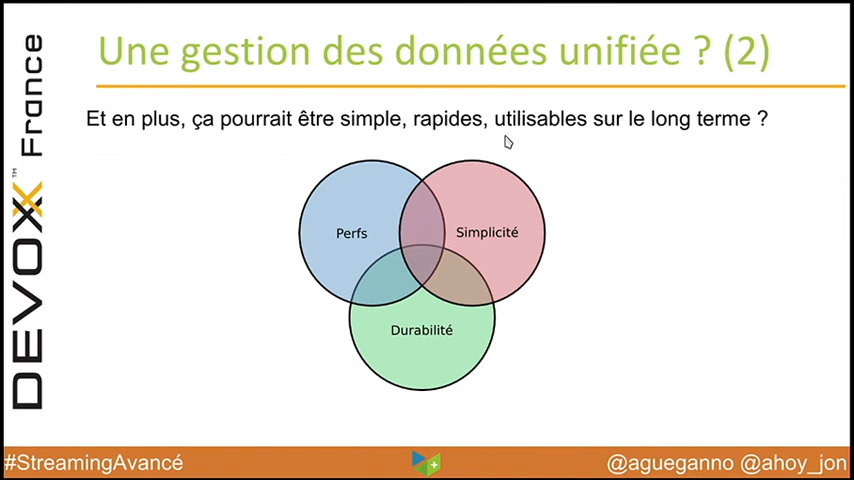 Une gestion des données unifiée ? (2)
Et en plus, ça pourrait être simple, rapides, utilisables sur le long terme ?
Perfs
Simplicité
Durabilité
DEVOXX™ France
#StreamingAvancé
@agueganno @ahoy_jon